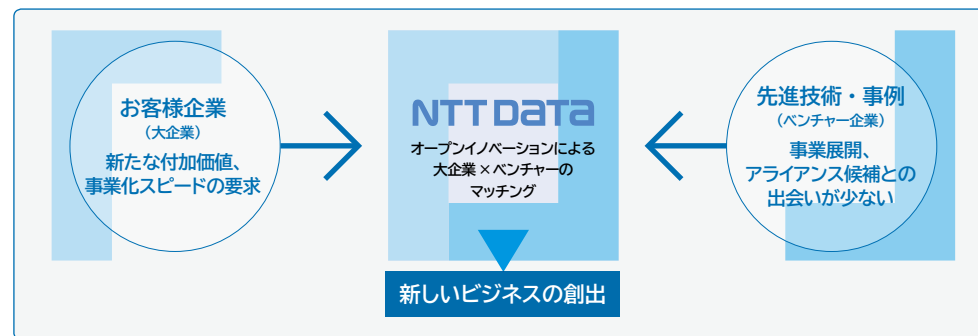 お客様企業
（大企業）
新たな付加価値、
事業化スピードの要求
NTT DATA
オープンイノベーションによる
大企業×ベンチャーの
マッチング
新しいビジネスの創出
先進技術・事例
（ベンチャー企業）
事業展開、
アライアンス候補との
出会いが少ない